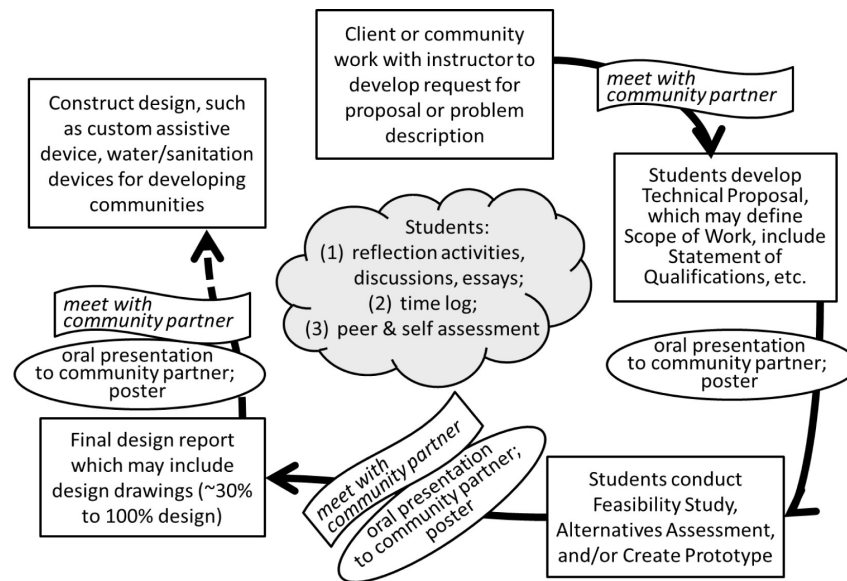 Client or community
work with instructor to
develop request for
proposal or problem
description
meet with
community partner
Students develop
Technical Proposal,
which may define
Scope of Work, include
Statement of
Qualifications, etc.
oral presentation
to community partner;
poster
Students conduct
Feasibility Study,
Alternatives Assessment,
and/or Create Prototype
meet with
community partner
oral presentation
to community partner;
poster
Final design report
which may include
design drawings (~30%
to 100% design)
oral presentation
to community partner;
poster
meet with
community partner
Construct design, such
as custom assistive
device, water/sanitation
devices for developing
communities
Students:
(1) reflection activities,
discussions, essays;
(2) time log;
(3) peer & self assessment